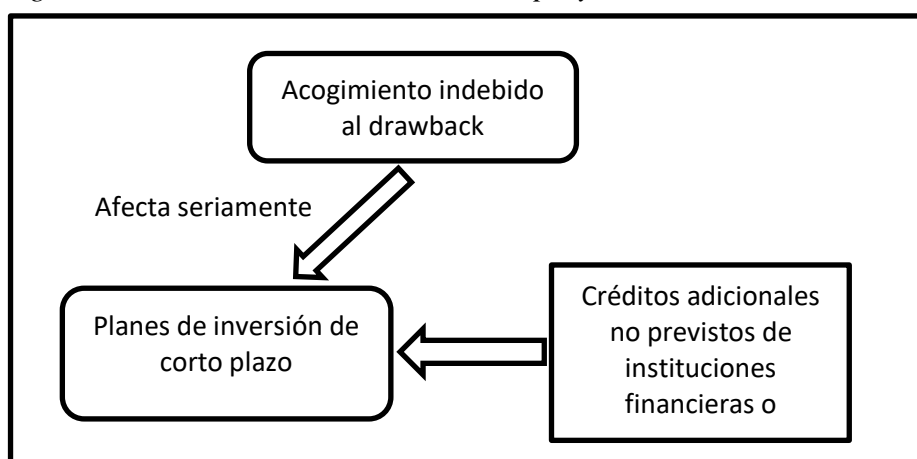 Acogimiento indebido
al drawback
Afecta seriamente
Planes de inversión de
corto plazo
Créditos adicionales
no previstos de
instituciones
financieras o